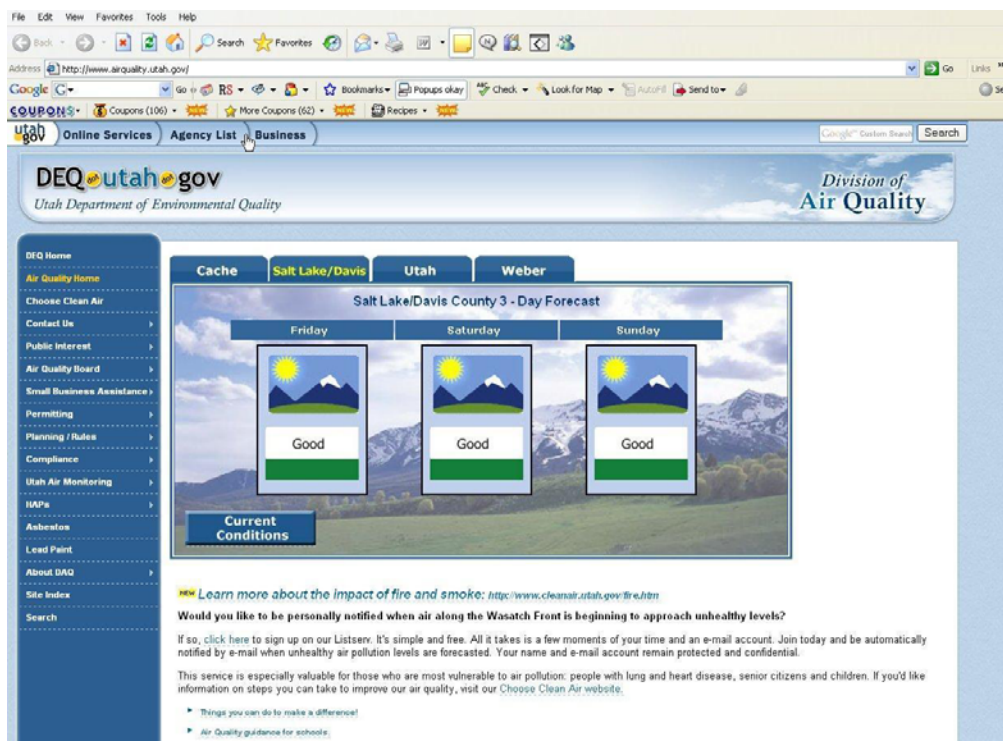 File Edit View Favorites Tools Help
Back Search Favorites
Address http://www.airquality.utah.gov/ Go Links
Google G Go RS Bookmarks Popups okay Check Look for Map AutoFill Send to
COUPONS Coupons (106) More Coupons (62) Recipes
utah gov Online Services Agency List Business Google Custom Search Search
DEQ utah gov
Utah Department of Environmental Quality
Division of
Air Quality
DEQ Home
Air Quality Home
Choose Clean Air
Contact Us
Public Interest
Air Quality Board
Small Business Assistance
Permitting
Planning / Rules
Compliance
Utah Air Monitoring
HAPs
Asbestos
Lead Paint
About DAQ
Site Index
Search
Cache Salt Lake/Davis Utah Weber
Salt Lake/Davis County 3 - Day Forecast
Friday Saturday Sunday
Good Good Good
Current
Conditions
NEW Learn more about the impact of fire and smoke: http://www.cleanair.utah.gov/fire.htm
Would you like to be personally notified when air along the Wasatch Front is beginning to approach unhealthy levels?
If so, click here to sign up on our Listserv. It's simple and free. All it takes is a few moments of your time and an e-mail account. Join today and be automatically
notified by e-mail when unhealthy air pollution levels are forecasted. Your name and e-mail account remain protected and confidential.
This service is especially valuable for those who are most vulnerable to air pollution: people with lung and heart disease, senior citizens and children. If you'd like
information on steps you can take to improve our air quality, visit our Choose Clean Air website.
Things you can do to make a difference!
Air Quality guidance for schools.